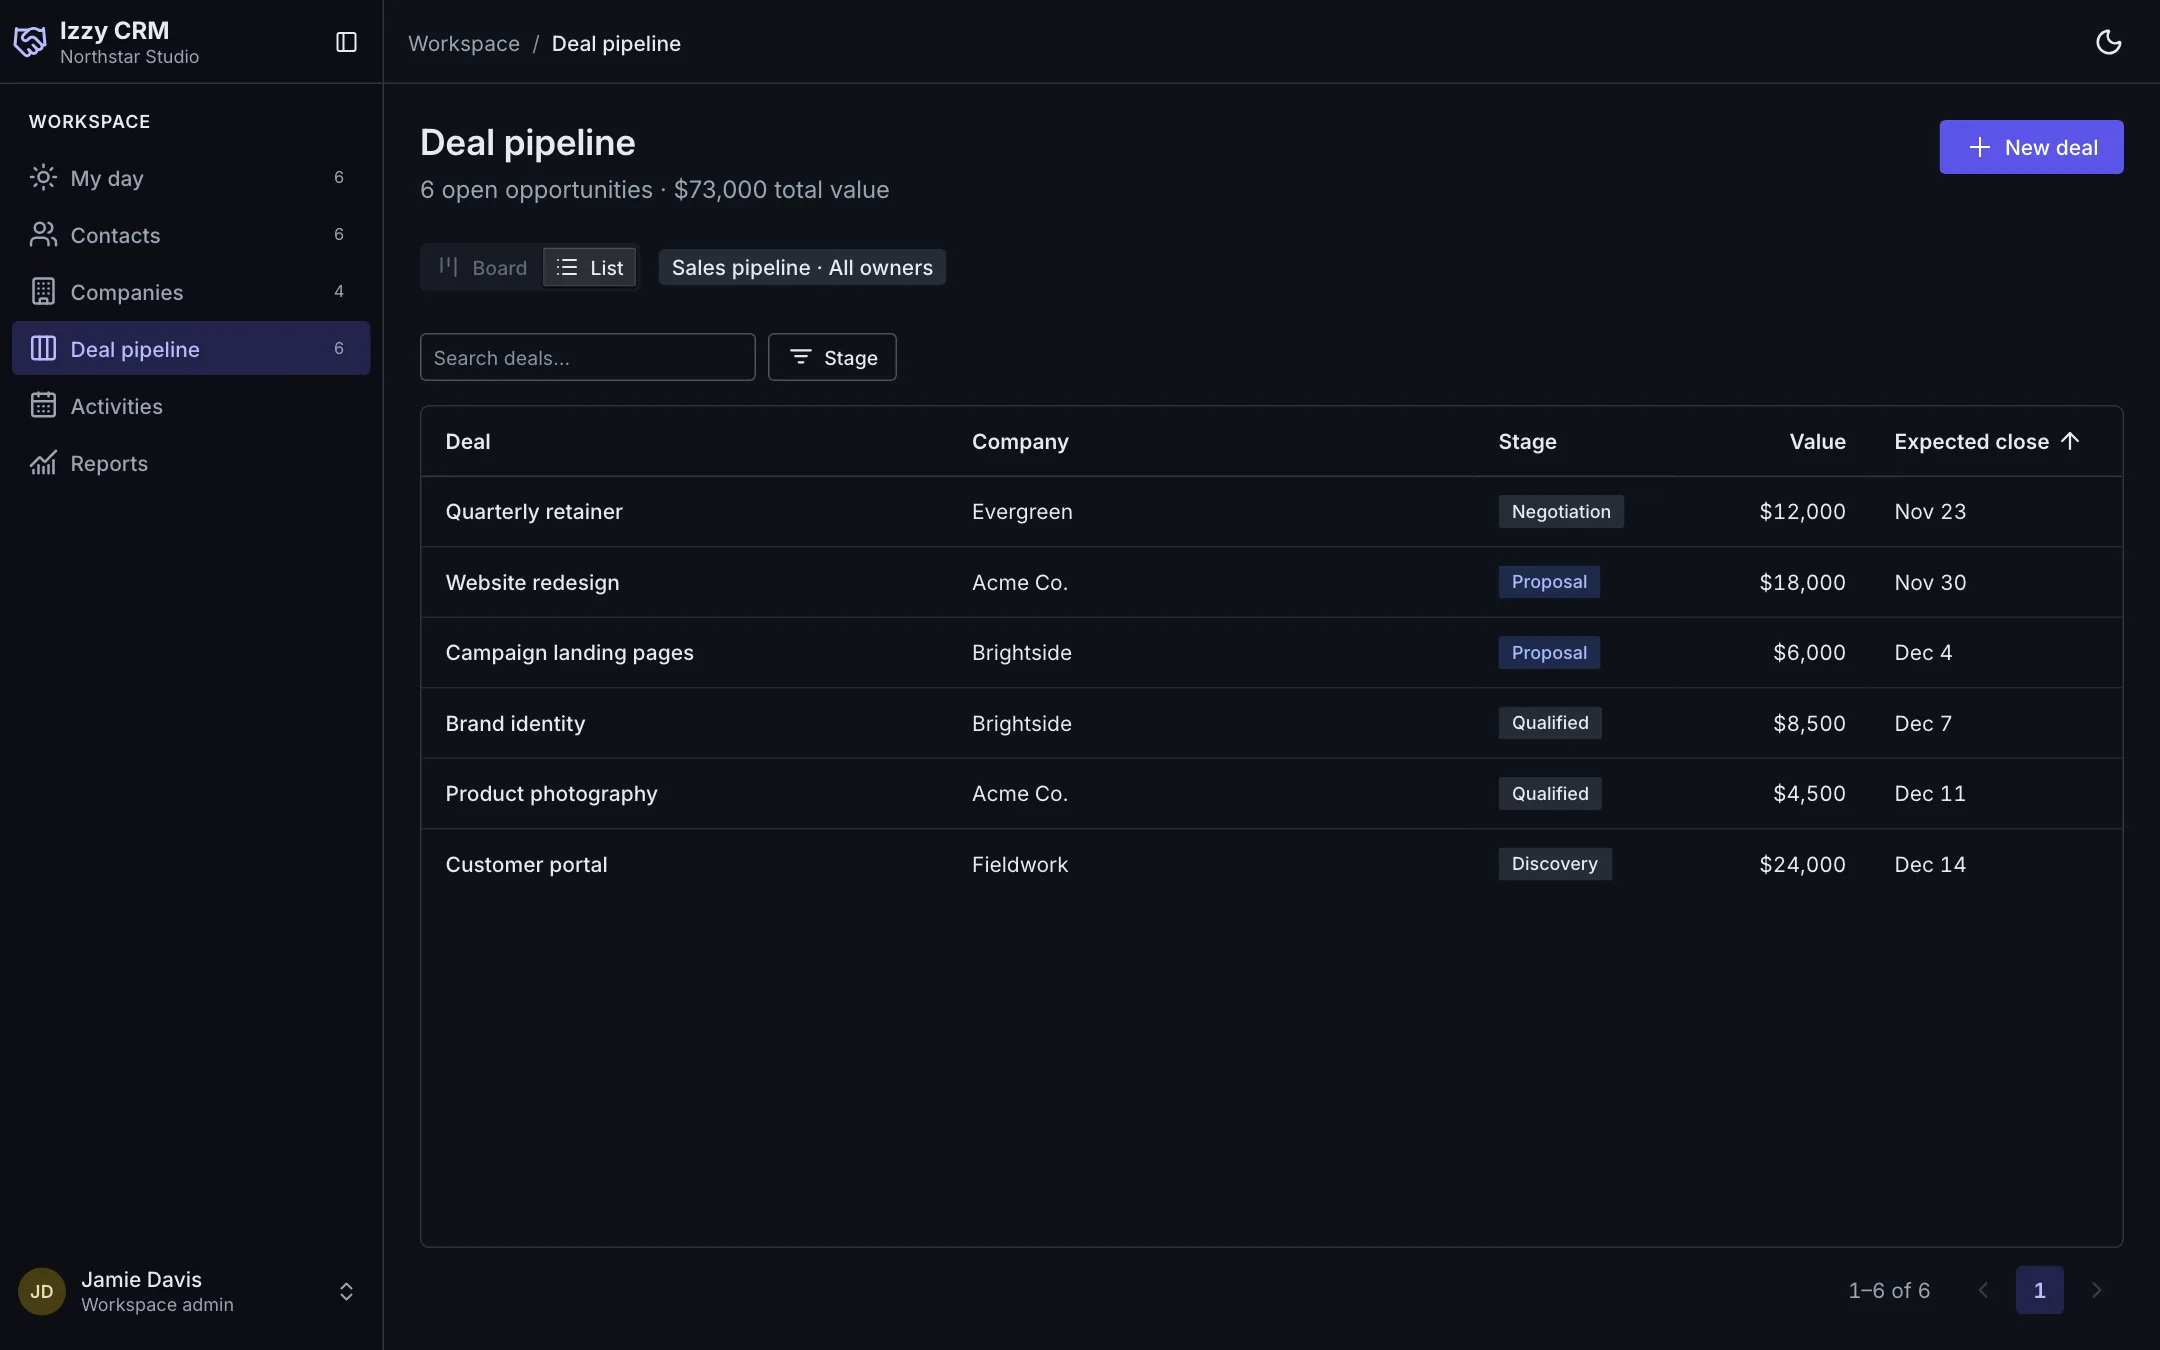 Izzy CRM
Northstar Studio
Workspace / Deal pipeline
WORKSPACE
My day 6
Contacts 6
Companies 4
Deal pipeline 6
Activities
Reports
Deal pipeline
6 open opportunities · $73,000 total value
New deal
Board List Sales pipeline · All owners
Search deals... Stage
Deal Company Stage Value Expected close
Quarterly retainer Evergreen Negotiation $12,000 Nov 23
Website redesign Acme Co. Proposal $18,000 Nov 30
Campaign landing pages Brightside Proposal $6,000 Dec 4
Brand identity Brightside Qualified $8,500 Dec 7
Product photography Acme Co. Qualified $4,500 Dec 11
Customer portal Fieldwork Discovery $24,000 Dec 14
JD Jamie Davis
Workspace admin
1–6 of 6 1